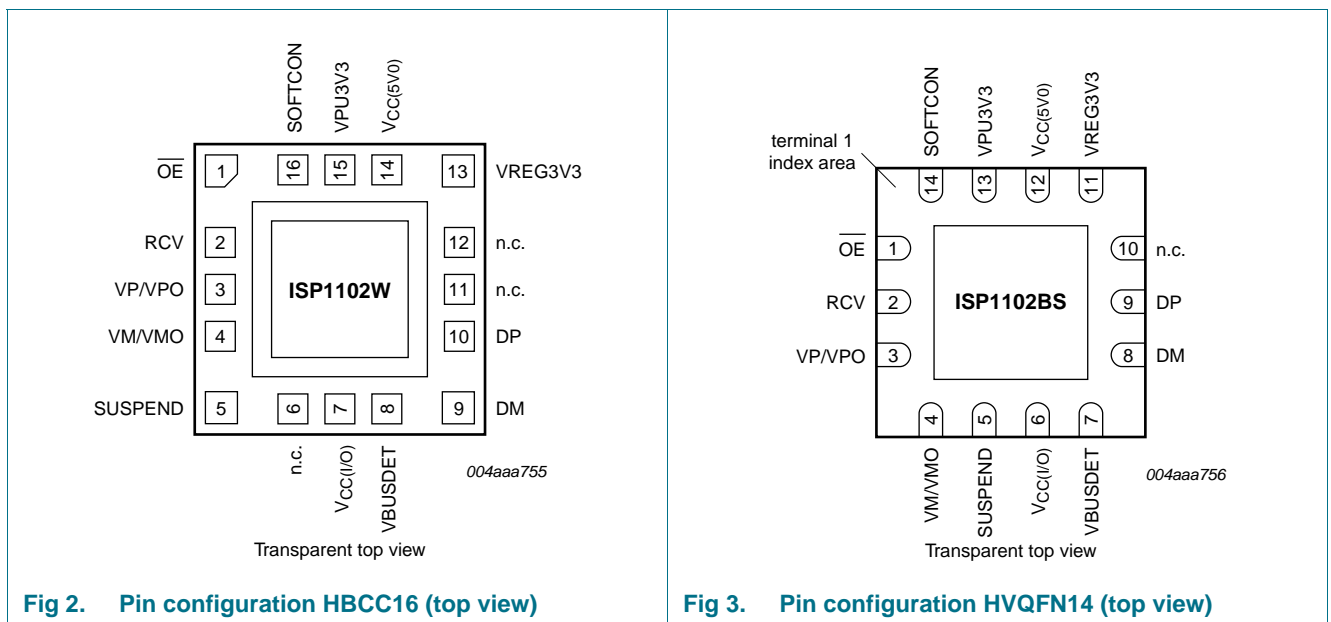 SOFTCON
VPU3V3
VCC(5V0)
OE 1 16 15 14 13 VREG3V3
RCV 2 12 n.c.
VP/VPO 3 ISP1102W 11 n.c.
VM/VMO 4 10 DP
SUSPEND 5 6 7 8 9 DM
n.c.
VCC(I/O)
VBUSDET
004aaa755
Transparent top view
Fig 2. Pin configuration HBCC16 (top view)
SOFTCON
VPU3V3
VCC(5V0)
VREG3V3
terminal 1
index area
14 13 12 11
OE 1 10 n.c.
RCV 2 ISP1102BS 9 DP
VP/VPO 3 8 DM
4 5 6 7
VM/VMO
SUSPEND
VCC(I/O)
VBUSDET
004aaa756
Transparent top view
Fig 3. Pin configuration HVQFN14 (top view)